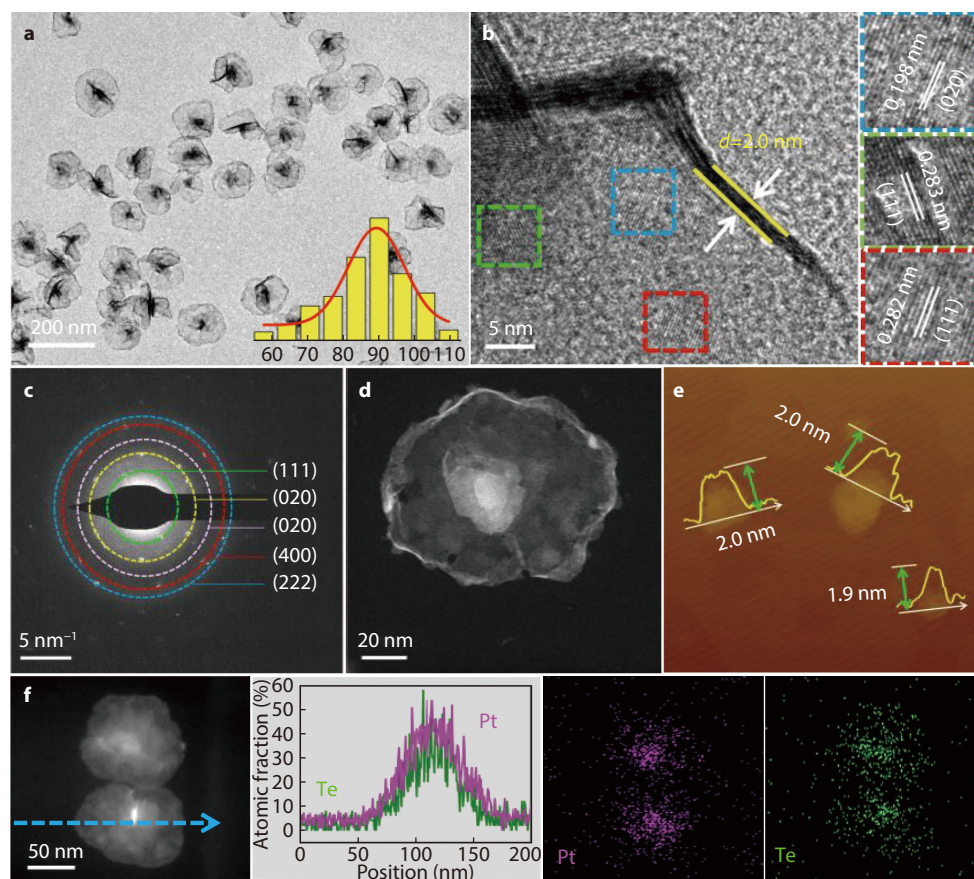 a
200 nm
60 70 80 90 100 110
b
d=2.0 nm
5 nm
0.198 nm
(020)
0.283 nm
(111)
0.282 nm
(111)
c
(111)
(020)
(020)
(400)
(222)
5 nm⁻¹
d
20 nm
e
2.0 nm
2.0 nm
1.9 nm
f
50 nm
Atomic fraction (%)
60
50
40
30
20
10
0
Pt
Te
0 50 100 150 200
Position (nm)
Pt
Te